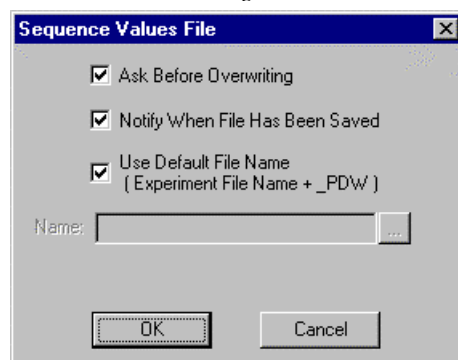 Sequence Values File
Ask Before Overwriting
Notify When File Has Been Saved
Use Default File Name
( Experiment File Name + _PDW )
Name:
...
OK
Cancel